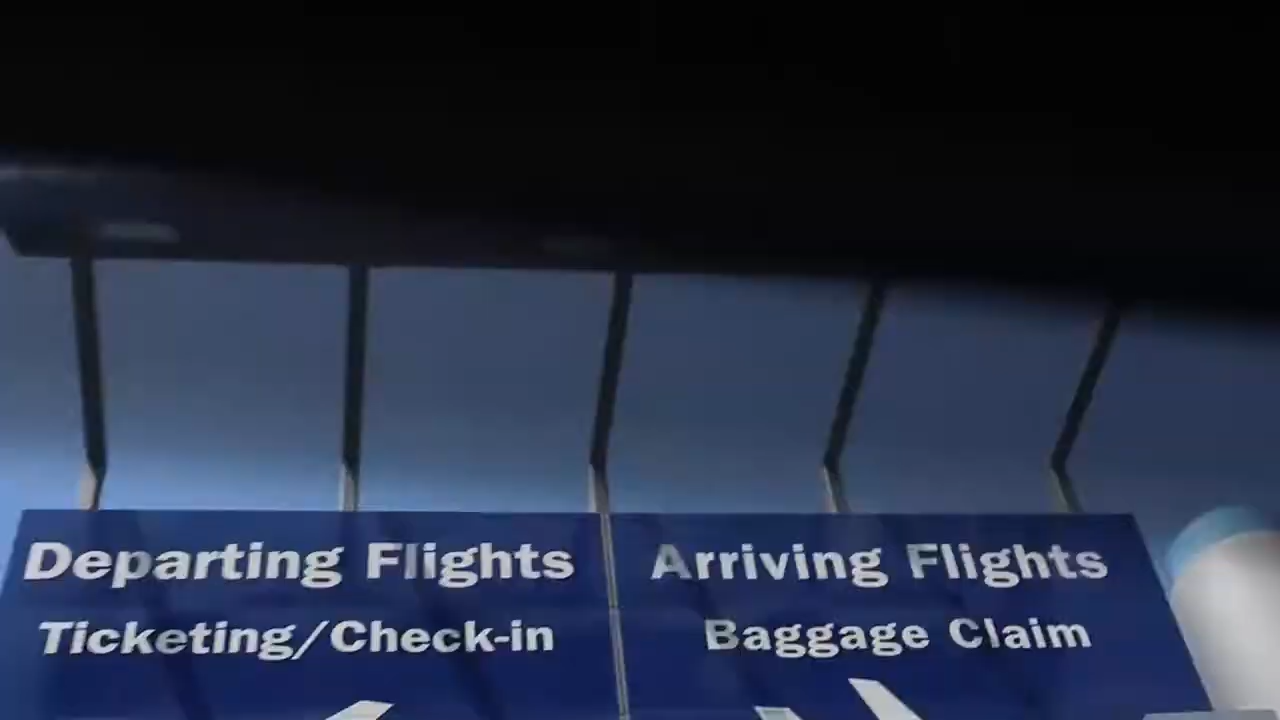 Departing Flights
Ticketing/Check-in
Arriving Flights
Baggage Claim